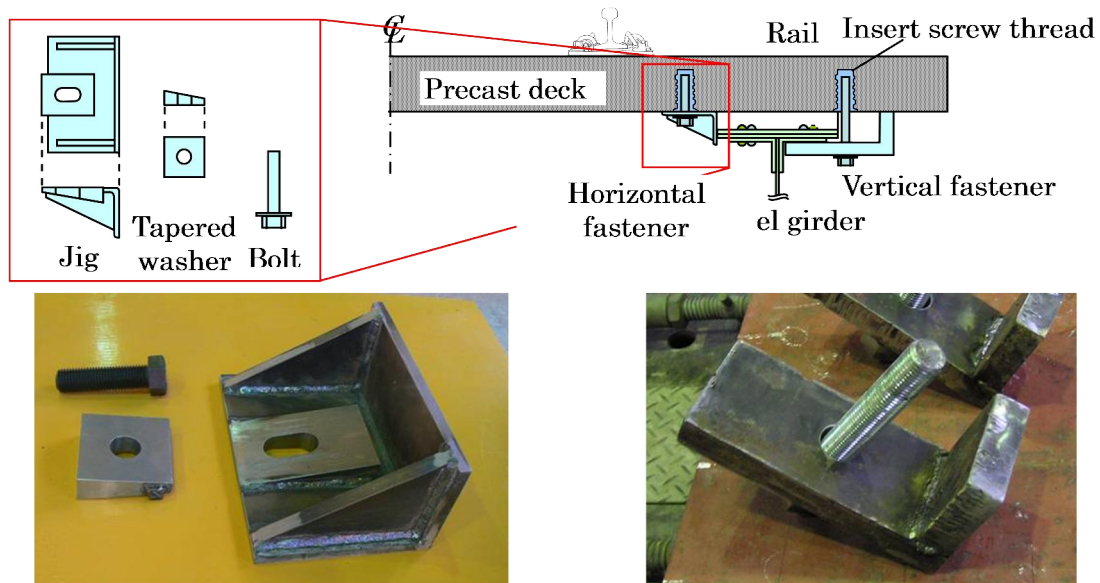 ℄
Rail
Insert screw thread
Precast deck
Horizontal
fastener
Vertical fastener
el girder
Jig
Tapered
washer
Bolt